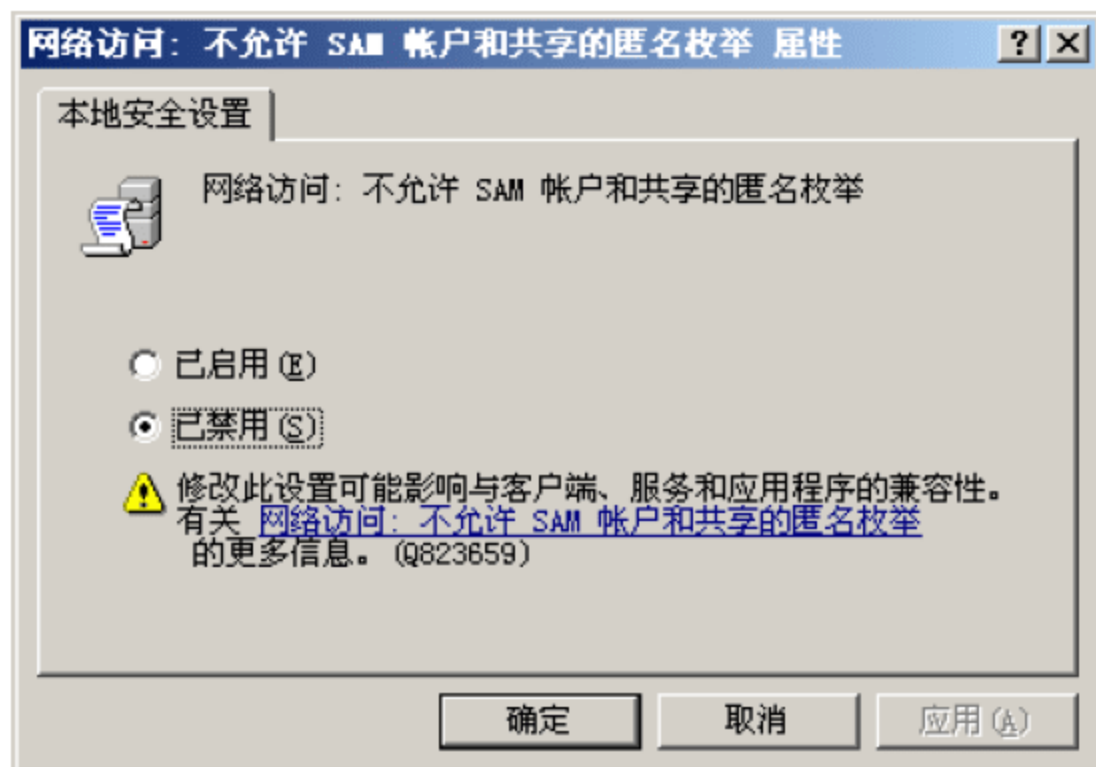 网络访问: 不允许 SAM 帐户和共享的匿名枚举 属性
本地安全设置
网络访问: 不允许 SAM 帐户和共享的匿名枚举
已启用(E)
已禁用(S)
修改此设置可能影响与客户端、服务和应用程序的兼容性。
有关 网络访问: 不允许 SAM 帐户和共享的匿名枚举
的更多信息。(Q823659)
确定 取消 应用(A)